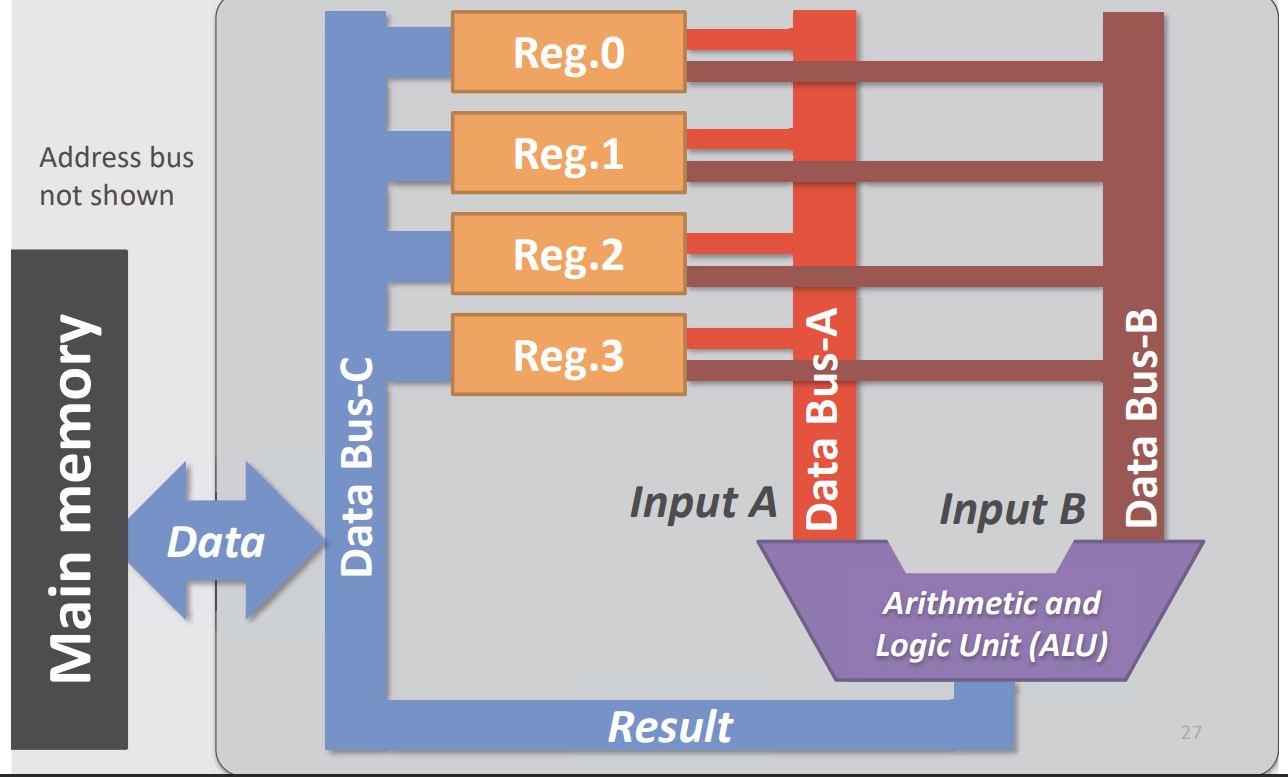 Address bus
not shown
Main memory
Data
Data Bus-C
Reg.0
Reg.1
Reg.2
Reg.3
Input A
Data Bus-A
Input B
Data Bus-B
Arithmetic and
Logic Unit (ALU)
Result
27